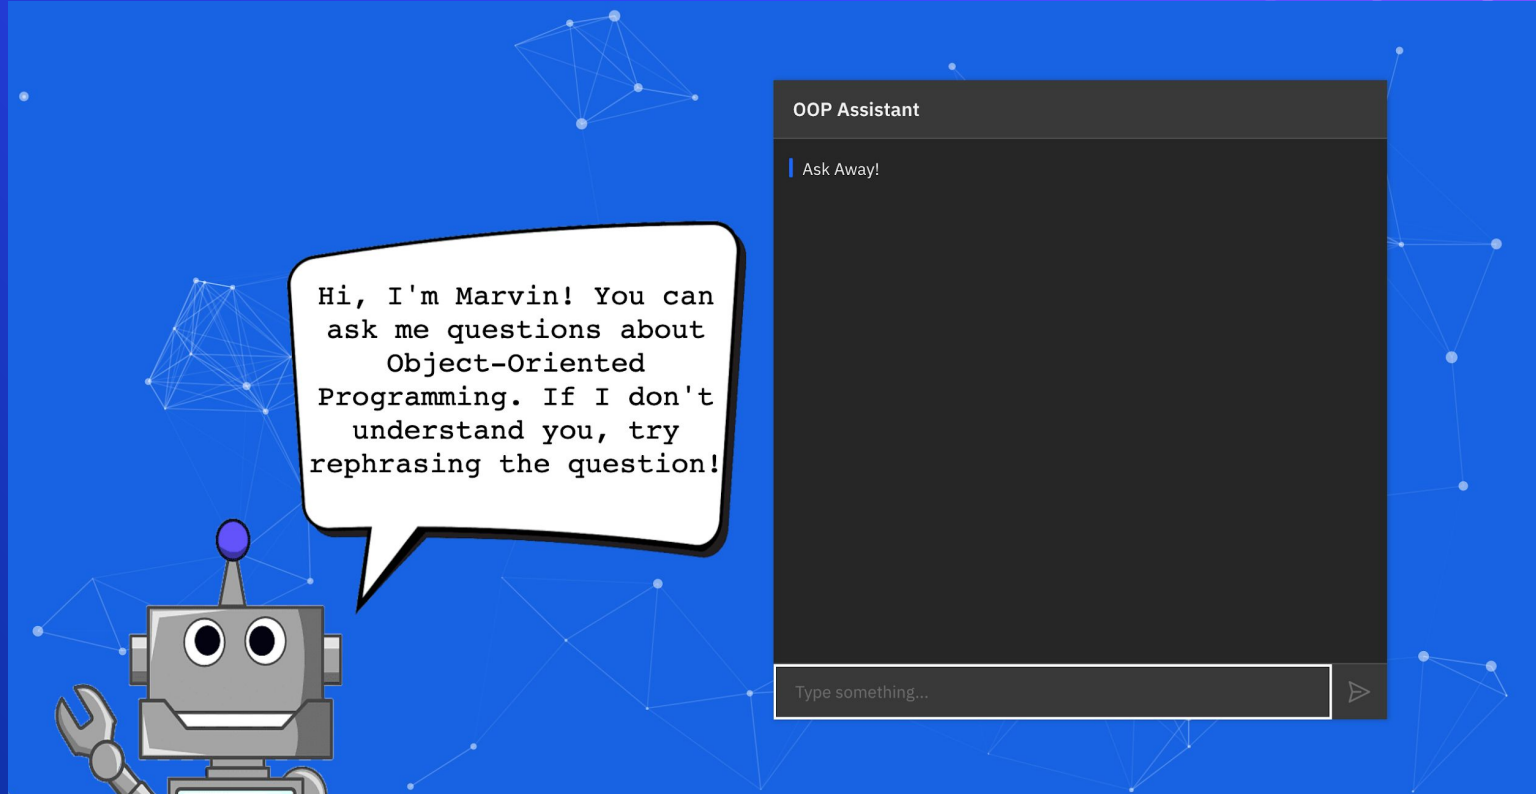 Hi, I'm Marvin! You can
ask me questions about
Object-Oriented
Programming. If I don't
understand you, try
rephrasing the question!
OOP Assistant
Ask Away!
Type something...